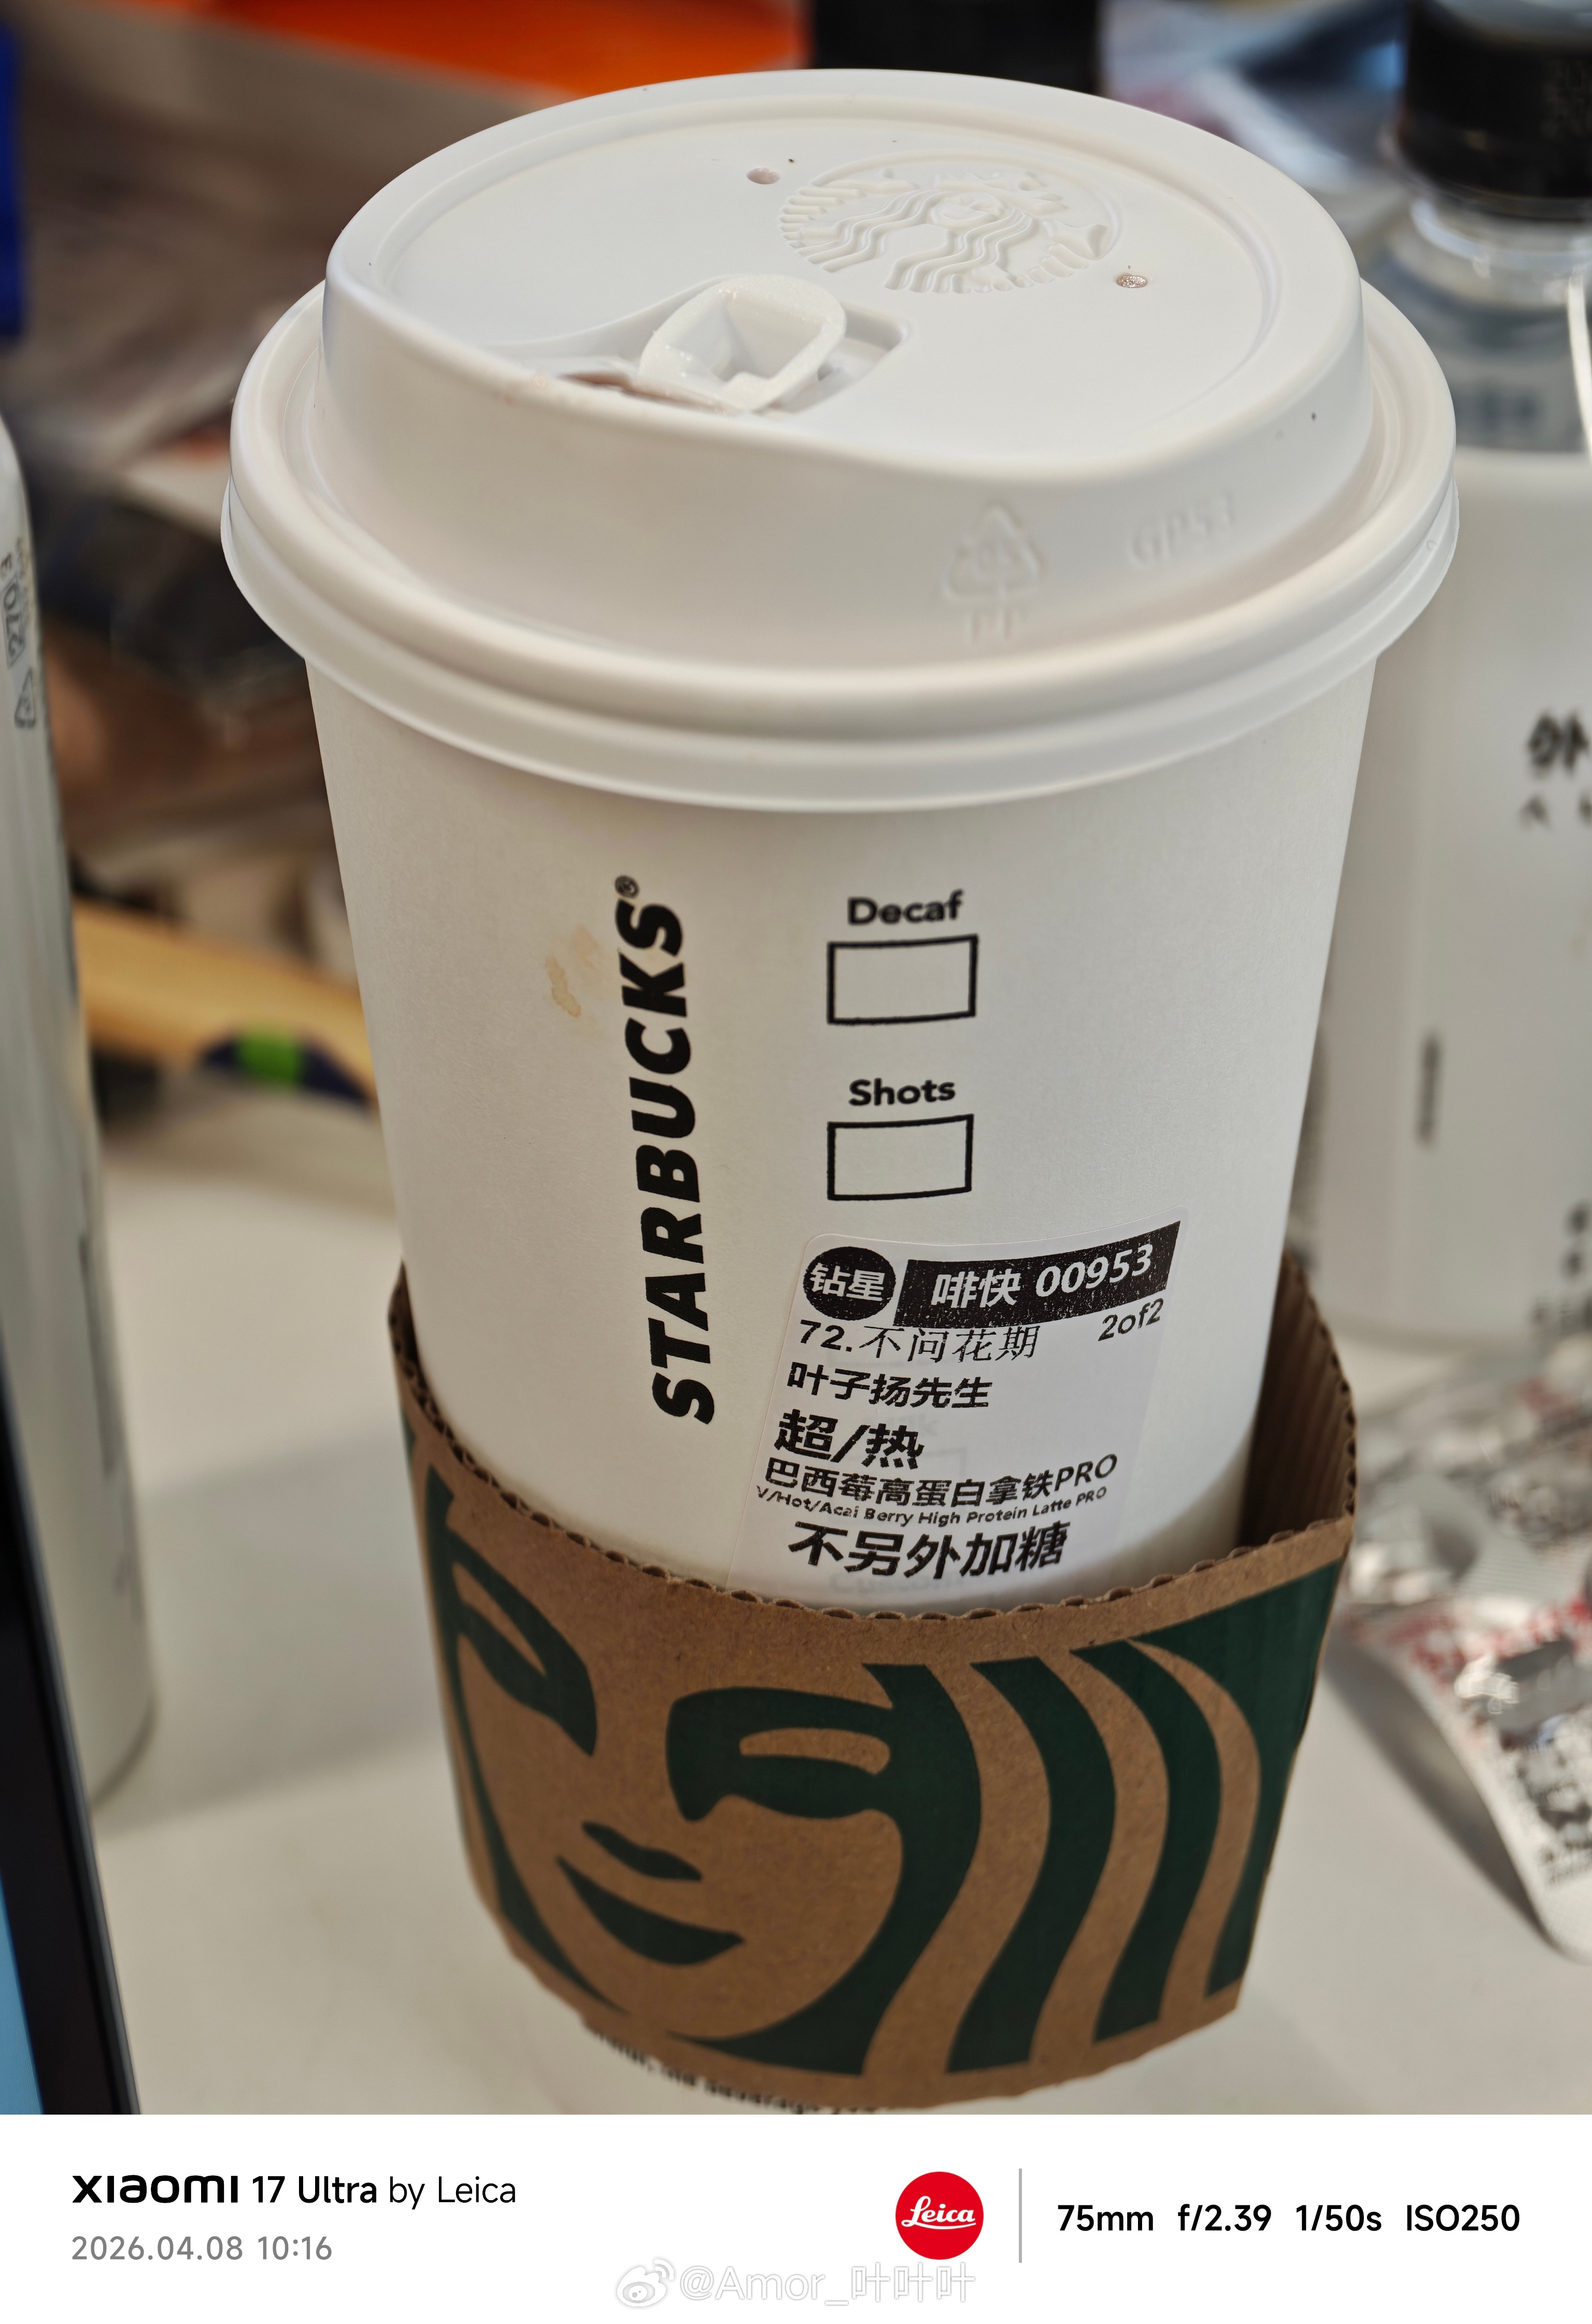 GP53
PP
STARBUCKS®
Decaf
Shots
钻星 啡快 00953
72.不问花期 2of2
叶子扬先生
超/热
巴西莓高蛋白拿铁PRO
V/Hot/Acai Berry High Protein Latte PRO
不另外加糖
外
XIAOMI 17 Ultra by Leica
2026.04.08 10:16
Leica
75mm f/2.39 1/50s ISO250
@Amor_叶叶叶